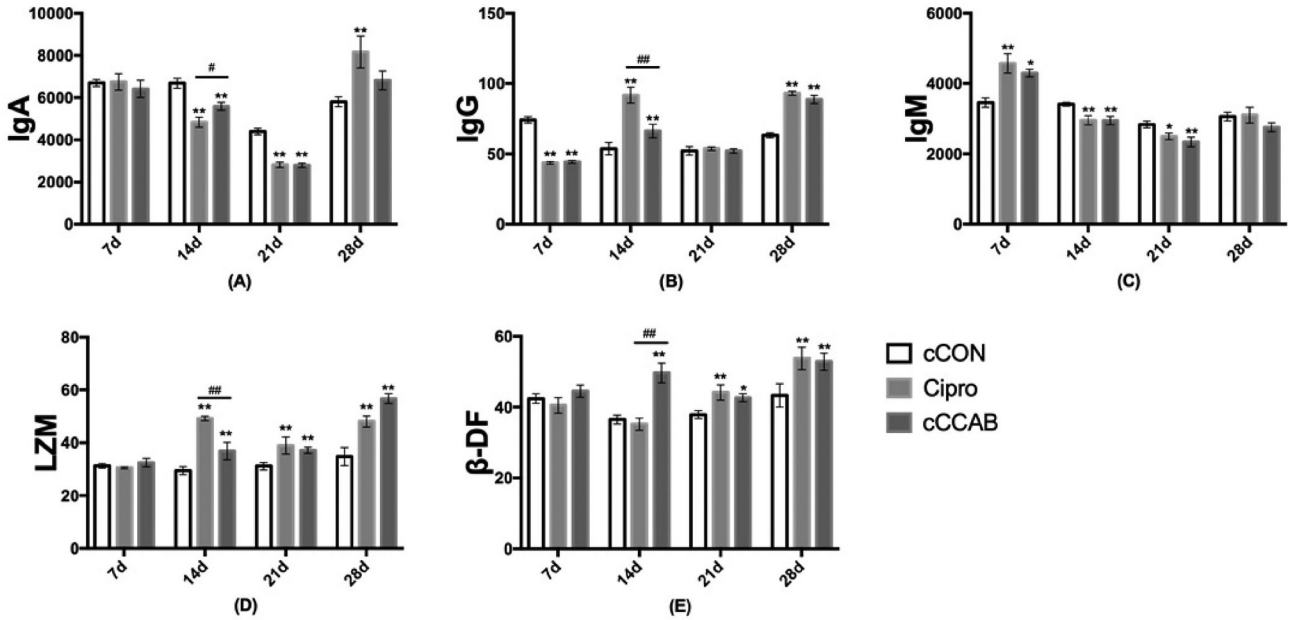 IgA
10000
8000
6000
4000
2000
0
**
#
**
**
**
**
7d
14d
21d
28d
(A)
IgG
150
100
50
0
**
**
##
**
**
**
**
7d
14d
21d
28d
(B)
IgM
6000
4000
2000
0
**
*
**
**
*
**
7d
14d
21d
28d
(C)
LZM
80
60
40
20
0
##
**
**
**
**
**
**
7d
14d
21d
28d
(D)
β-DF
60
40
20
0
##
**
**
*
**
**
7d
14d
21d
28d
(E)
cCON
Cipro
cCCAB